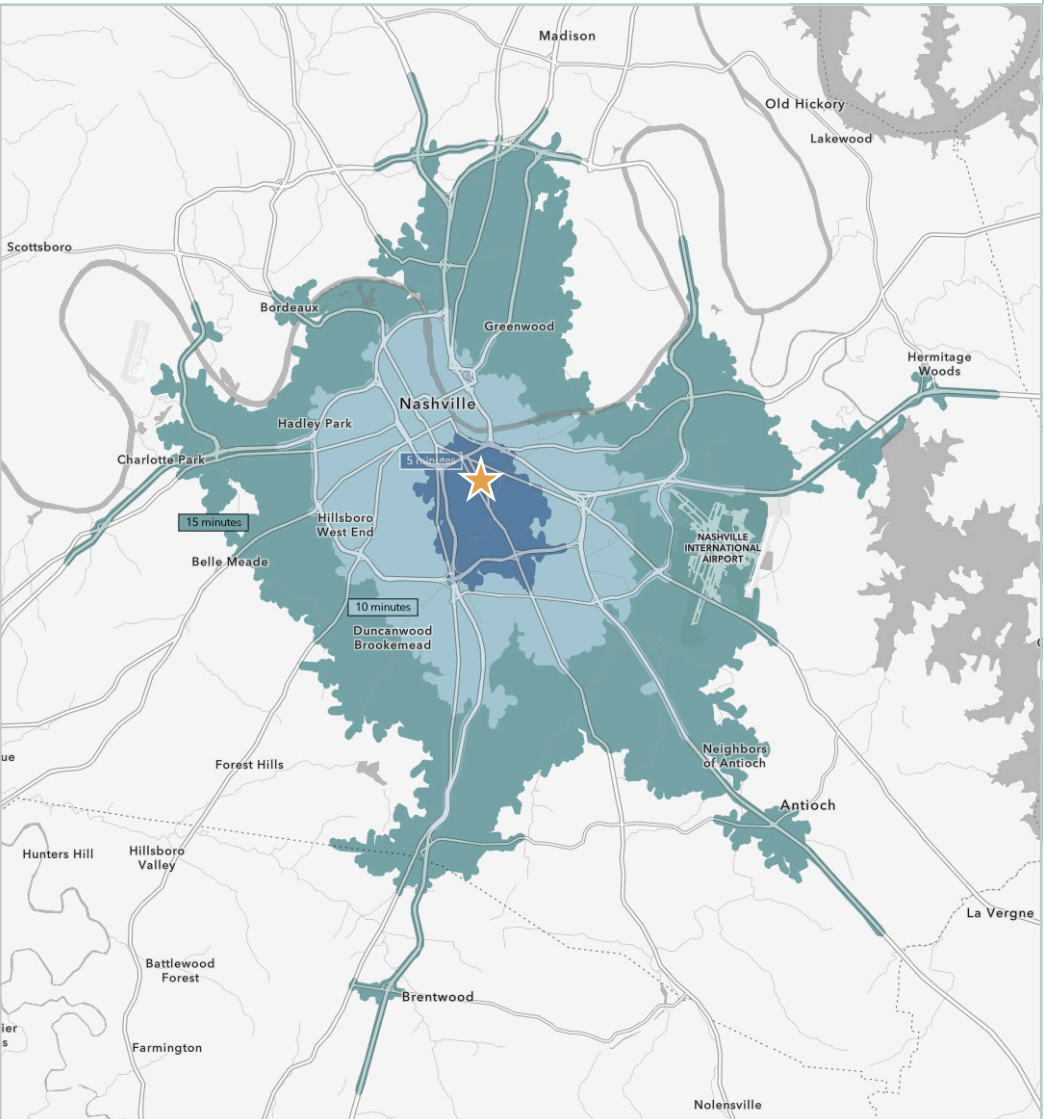 Madison
Old Hickory
Lakewood
Scottsboro
Bordeaux
Greenwood
Hermitage
Woods
Nashville
Hadley Park
Charlotte Park
5 minutes
15 minutes
Hillsboro
West End
NASHVILLE
INTERNATIONAL
AIRPORT
Belle Meade
10 minutes
Duncanwood
Brookemead
ue
Forest Hills
Neighbors
of Antioch
Antioch
Hunters Hill
Hillsboro
Valley
La Vergne
Battlewood
Forest
Brentwood
ier
s
Farmington
Nolensville